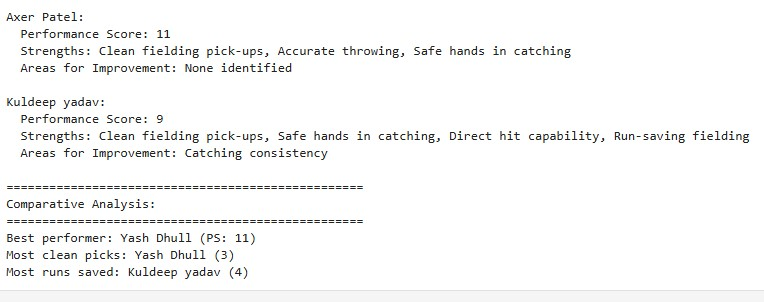 Axer Patel:
Performance Score: 11
Strengths: Clean fielding pick-ups, Accurate throwing, Safe hands in catching
Areas for Improvement: None identified
Kuldeep yadav:
Performance Score: 9
Strengths: Clean fielding pick-ups, Safe hands in catching, Direct hit capability, Run-saving fielding
Areas for Improvement: Catching consistency
==================================================
Comparative Analysis:
==================================================
Best performer: Yash Dhull (PS: 11)
Most clean picks: Yash Dhull (3)
Most runs saved: Kuldeep yadav (4)